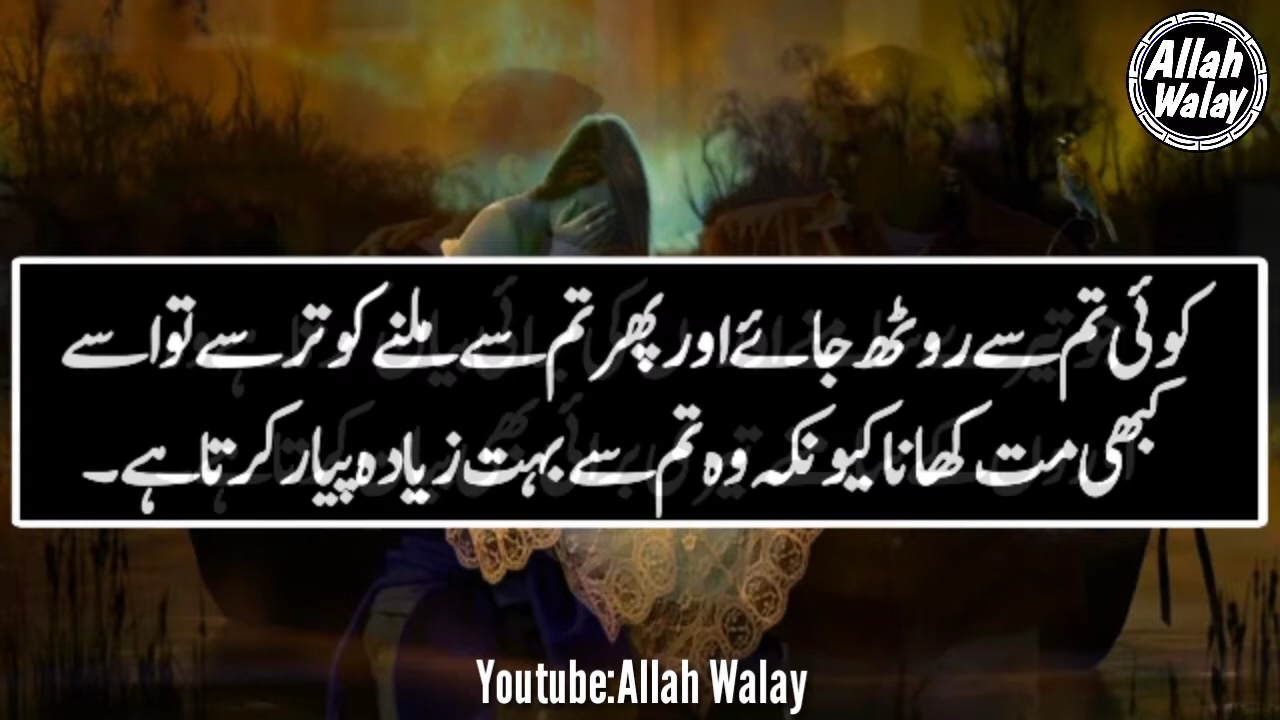 Allah
Walay
کوئی تم سے روٹھ جائے اور پھر تم سے ملنے کو ترسے تو اسے
کبھی مت کھانا کیونکہ وہ تم سے بہت زیادہ پیار کرتا ہے۔
Youtube:Allah Walay